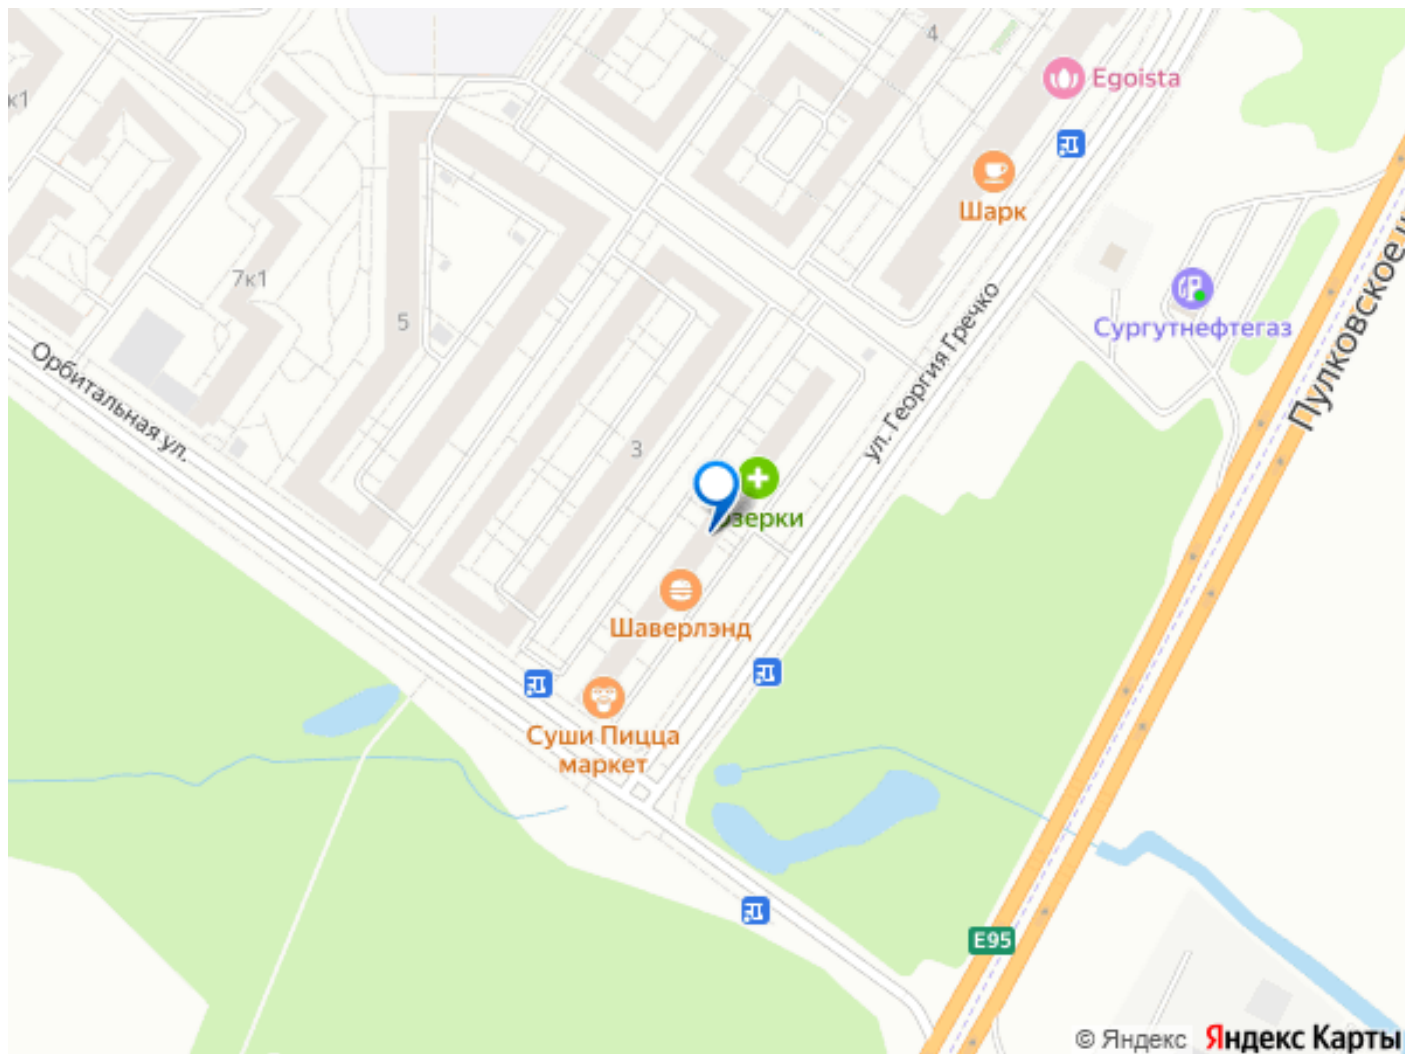 4
Egoista
к1
Шарк
7к1
Сургутнефтегаз
5
Орбитальная ул.
ул. Георгия Гречко
Пулковское
3
Озерки
Шаверлэнд
Суши Пицца
маркет
E95
© Яндекс
Яндекс Карты